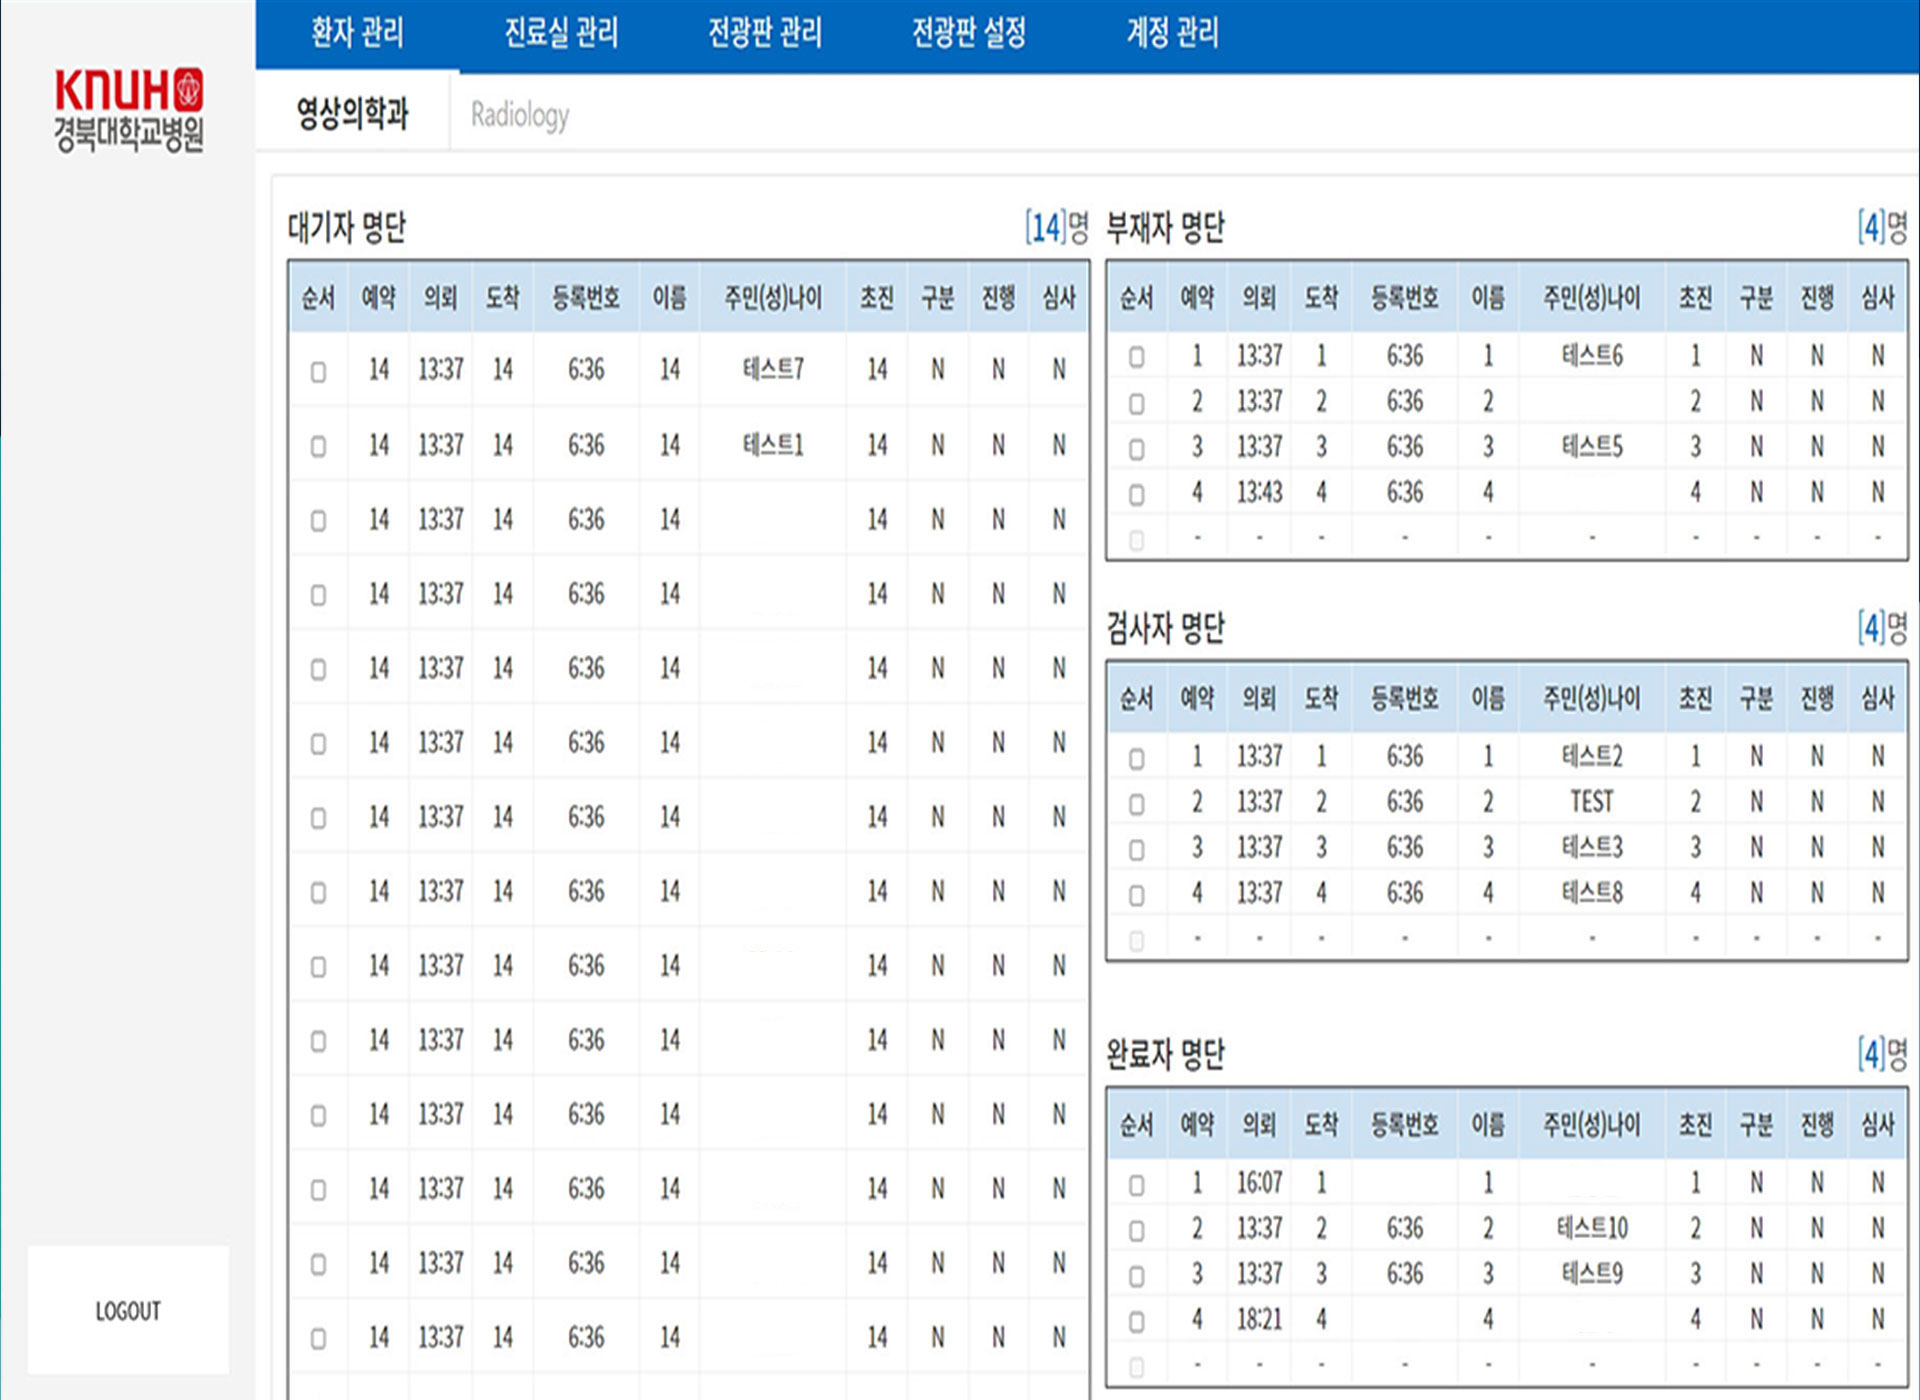 환자 관리 진료실 관리 전광판 관리 전광판 설정 계정 관리
KNUH
경북대학교병원
영상의학과 Radiology
대기자 명단 [14]명
순서 예약 의뢰 도착 등록번호 이름 주민(성)나이 초진 구분 진행 심사
14 13:37 14 6:36 14 테스트7 14 N N N
14 13:37 14 6:36 14 테스트1 14 N N N
14 13:37 14 6:36 14 14 N N N
14 13:37 14 6:36 14 14 N N N
14 13:37 14 6:36 14 14 N N N
14 13:37 14 6:36 14 14 N N N
14 13:37 14 6:36 14 14 N N N
14 13:37 14 6:36 14 14 N N N
14 13:37 14 6:36 14 14 N N N
14 13:37 14 6:36 14 14 N N N
14 13:37 14 6:36 14 14 N N N
14 13:37 14 6:36 14 14 N N N
14 13:37 14 6:36 14 14 N N N
14 13:37 14 6:36 14 14 N N N
부재자 명단 [4]명
순서 예약 의뢰 도착 등록번호 이름 주민(성)나이 초진 구분 진행 심사
1 13:37 1 6:36 1 테스트6 1 N N N
2 13:37 2 6:36 2 2 N N N
3 13:37 3 6:36 3 테스트5 3 N N N
4 13:43 4 6:36 4 4 N N N
- - - - - - - - - -
검사자 명단 [4]명
순서 예약 의뢰 도착 등록번호 이름 주민(성)나이 초진 구분 진행 심사
1 13:37 1 6:36 1 테스트2 1 N N N
2 13:37 2 6:36 2 TEST 2 N N N
3 13:37 3 6:36 3 테스트3 3 N N N
4 13:37 4 6:36 4 테스트8 4 N N N
- - - - - - - - - -
완료자 명단 [4]명
순서 예약 의뢰 도착 등록번호 이름 주민(성)나이 초진 구분 진행 심사
1 16:07 1 1 1 N N N
2 13:37 2 6:36 2 테스트10 2 N N N
3 13:37 3 6:36 3 테스트9 3 N N N
4 18:21 4 4 4 N N N
- - - - - - - - - -
LOGOUT